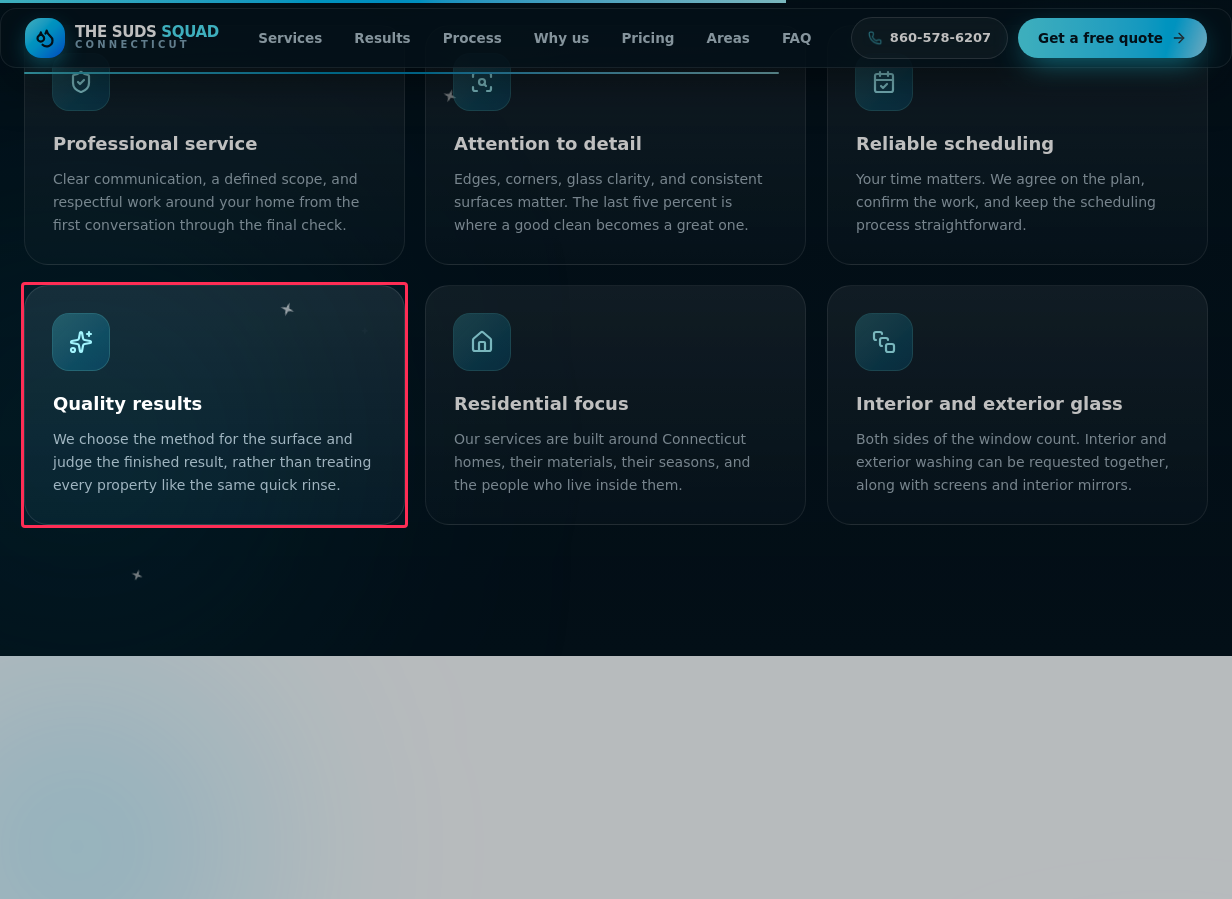 THE SUDS SQUAD
CONNECTICUT
Services
Results
Process
Why us
Pricing
Areas
FAQ
860-578-6207
Get a free quote
Professional service
Clear communication, a defined scope, and
respectful work around your home from the
first conversation through the final check.
Attention to detail
Edges, corners, glass clarity, and consistent
surfaces matter. The last five percent is
where a good clean becomes a great one.
Reliable scheduling
Your time matters. We agree on the plan,
confirm the work, and keep the scheduling
process straightforward.
Quality results
We choose the method for the surface and
judge the finished result, rather than treating
every property like the same quick rinse.
Residential focus
Our services are built around Connecticut
homes, their materials, their seasons, and
the people who live inside them.
Interior and exterior glass
Both sides of the window count. Interior and
exterior washing can be requested together,
along with screens and interior mirrors.